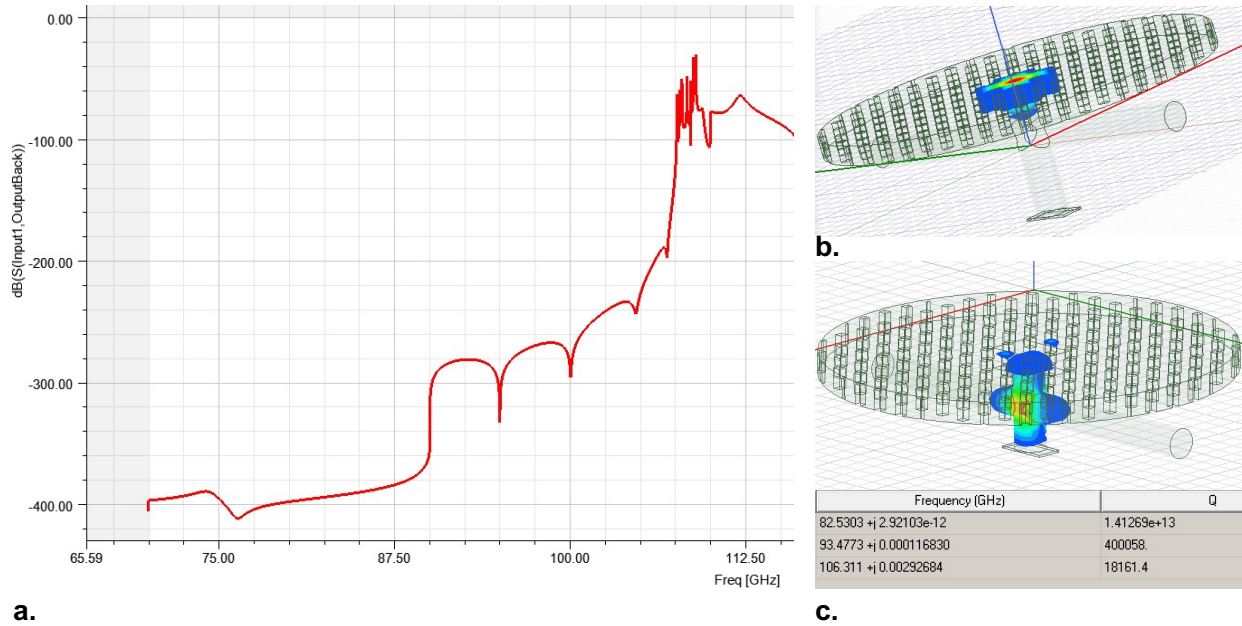 0.00
-100.00
-200.00
-300.00
-400.00
dB(S(Input1,OutputBack))
65.59 75.00 87.50 100.00 112.50
Freq [GHz]
a.
b.
Frequency (GHz) Q
82.5303 +j 2.92103e-12 1.41269e+13
93.4773 +j 0.000116830 400058.
106.311 +j 0.00292684 18161.4
c.